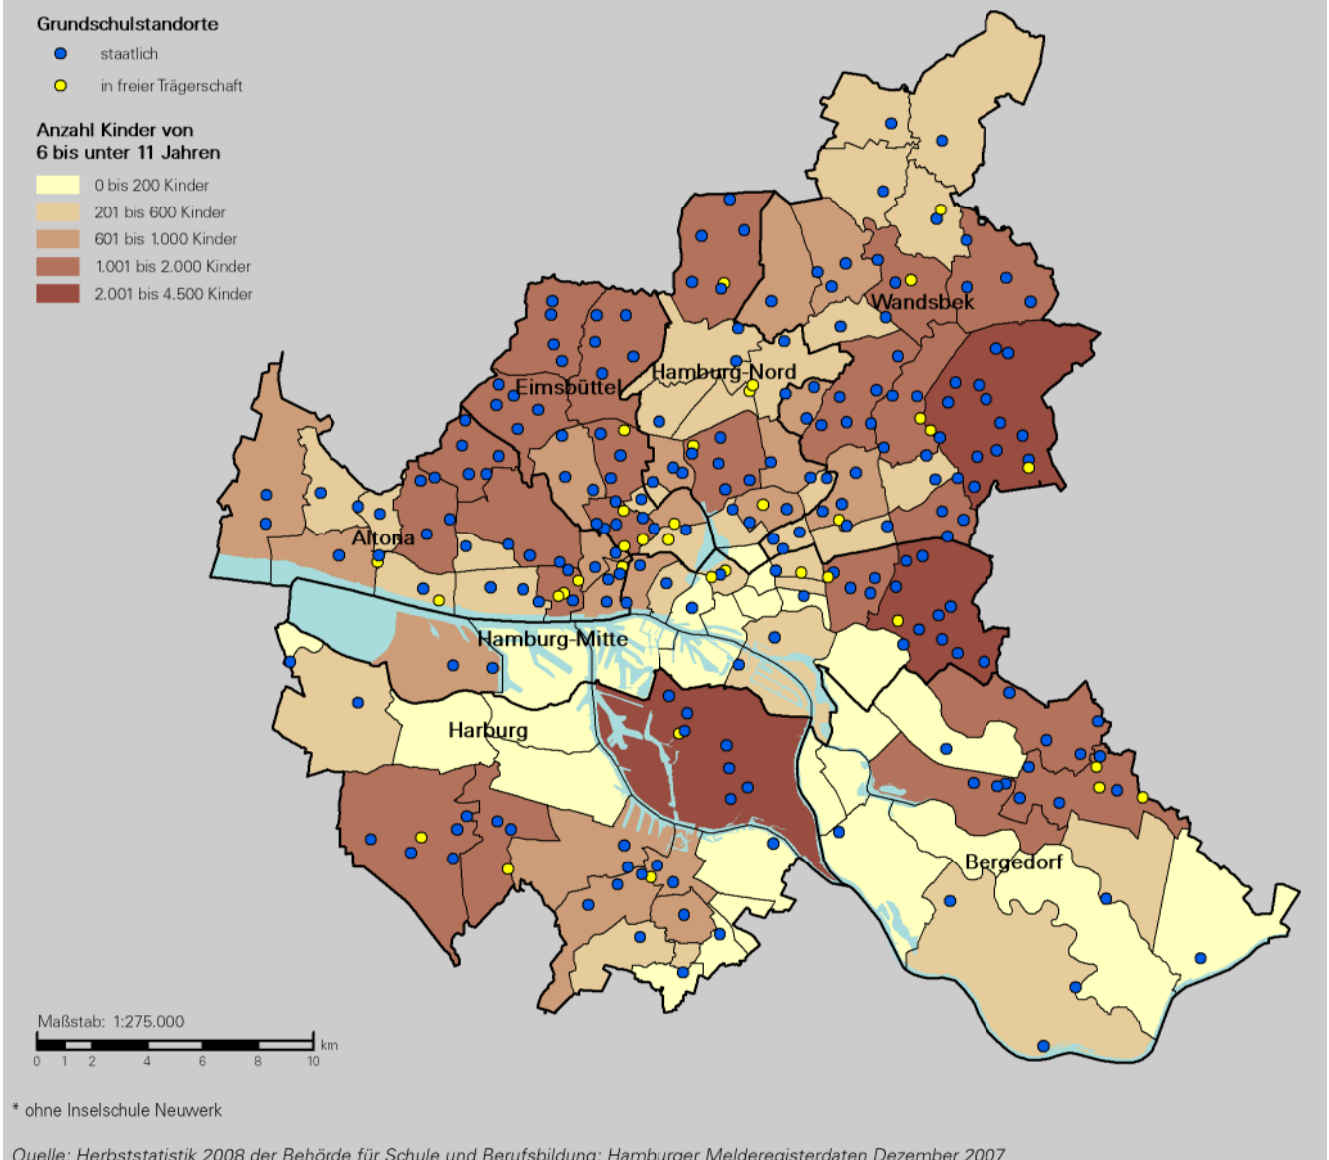 Grundschulstandorte
staatlich
in freier Trägerschaft
Anzahl Kinder von
6 bis unter 11 Jahren
0 bis 200 Kinder
201 bis 600 Kinder
601 bis 1.000 Kinder
1.001 bis 2.000 Kinder
2.001 bis 4.500 Kinder
Wandsbek
Hamburg-Nord
Eimsbüttel
Altona
Hamburg-Mitte
Harburg
Bergedorf
Maßstab: 1:275.000
km
0 1 2 4 6 8 10
* ohne Inselschule Neuwerk
Quelle: Herbststatistik 2008 der Behörde für Schule und Berufsbildung; Hamburger Melderegisterdaten Dezember 2007